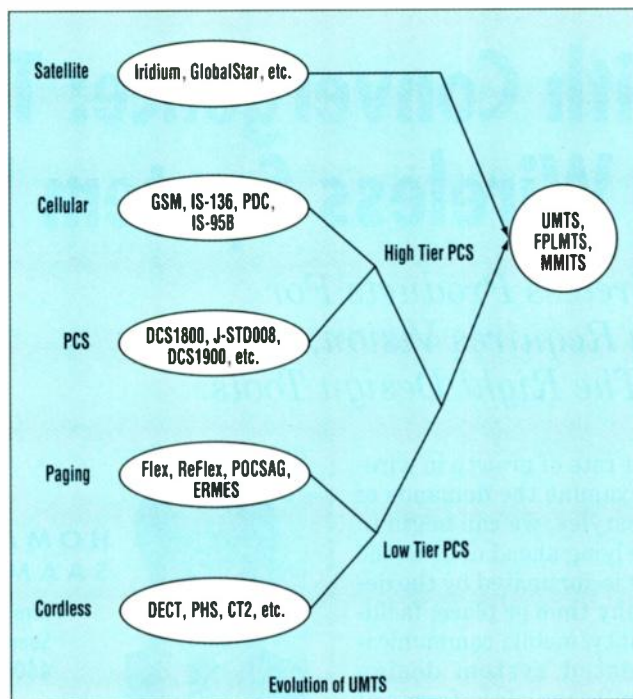 Satellite
Iridium, GlobalStar, etc.
Cellular
GSM, IS-136, PDC,
IS-95B
High Tier PCS
UMTS,
FPLMTS,
MMITS
PCS
DCS1800, J-STD008,
DCS1900, etc.
Paging
Flex, ReFlex, POCSAG,
ERMES
Low Tier PCS
Cordless
DECT, PHS, CT2, etc.
Evolution of UMTS